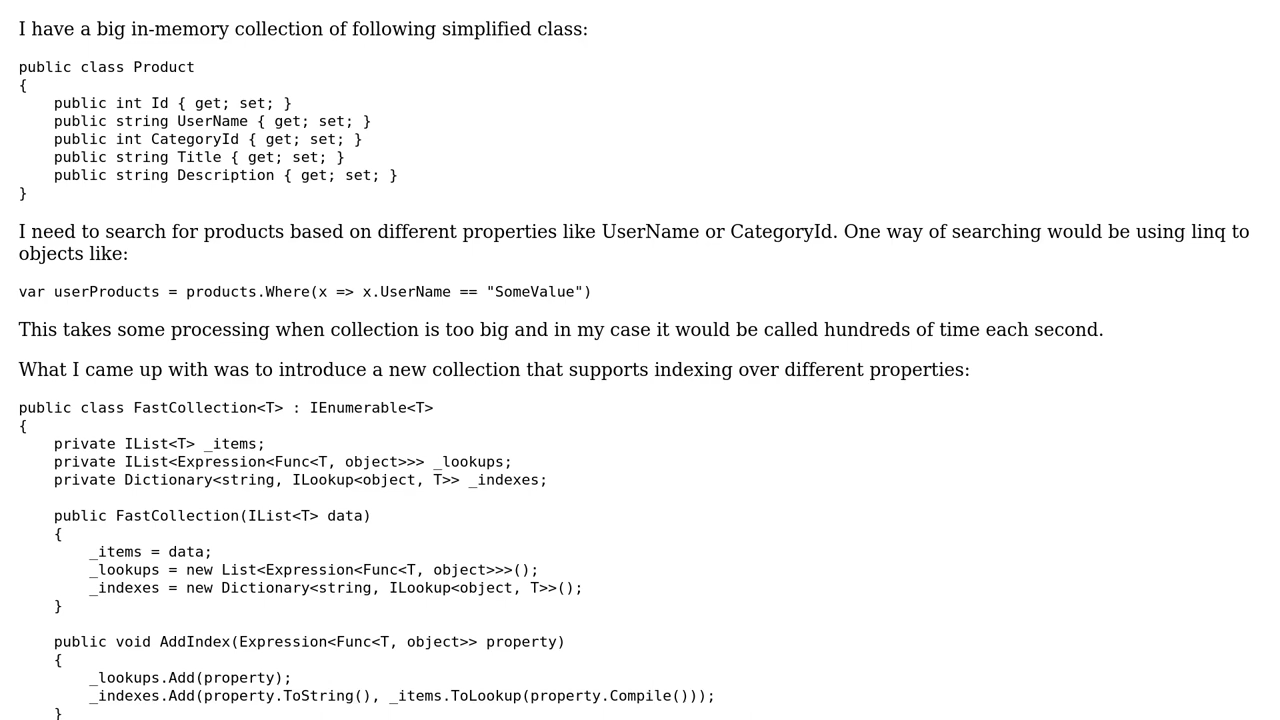 I have a big in-memory collection of following simplified class:
public class Product
{
    public int Id { get; set; }
    public string UserName { get; set; }
    public int CategoryId { get; set; }
    public string Title { get; set; }
    public string Description { get; set; }
}
I need to search for products based on different properties like UserName or CategoryId. One way of searching would be using linq to
objects like:
var userProducts = products.Where(x => x.UserName == "SomeValue")
This takes some processing when collection is too big and in my case it would be called hundreds of time each second.
What I came up with was to introduce a new collection that supports indexing over different properties:
public class FastCollection<T> : IEnumerable<T>
{
    private IList<T> _items;
    private IList<Expression<Func<T, object>>> _lookups;
    private Dictionary<string, ILookup<object, T>> _indexes;
    public FastCollection(IList<T> data)
    {
        _items = data;
        _lookups = new List<Expression<Func<T, object>>>();
        _indexes = new Dictionary<string, ILookup<object, T>>();
    }
    public void AddIndex(Expression<Func<T, object>> property)
    {
        _lookups.Add(property);
        _indexes.Add(property.ToString(), _items.ToLookup(property.Compile()));
    }